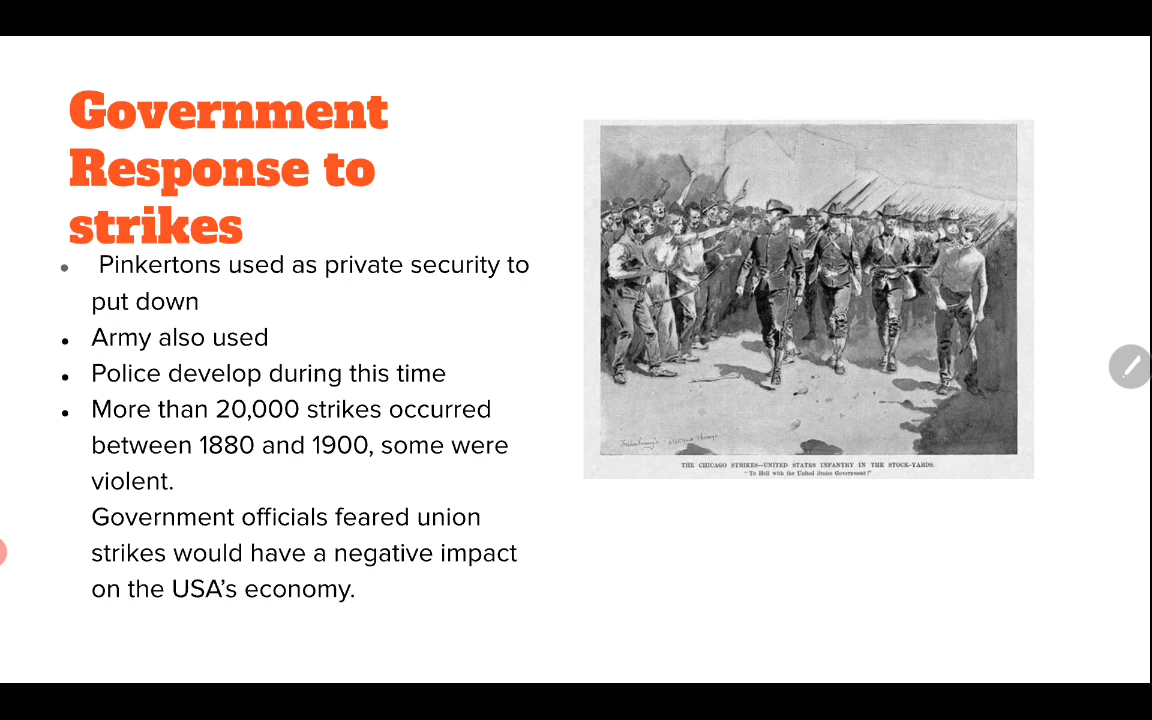 Government
Response to
strikes
Pinkertons used as private security to
put down
Army also used
Police develop during this time
More than 20,000 strikes occurred
between 1880 and 1900, some were
violent.
Government officials feared union
strikes would have a negative impact
on the USA's economy.
THE CHICAGO STRIKES—UNITED STATES INFANTRY IN THE STOCK-YARDS.
"To Hell with the United States Government!"